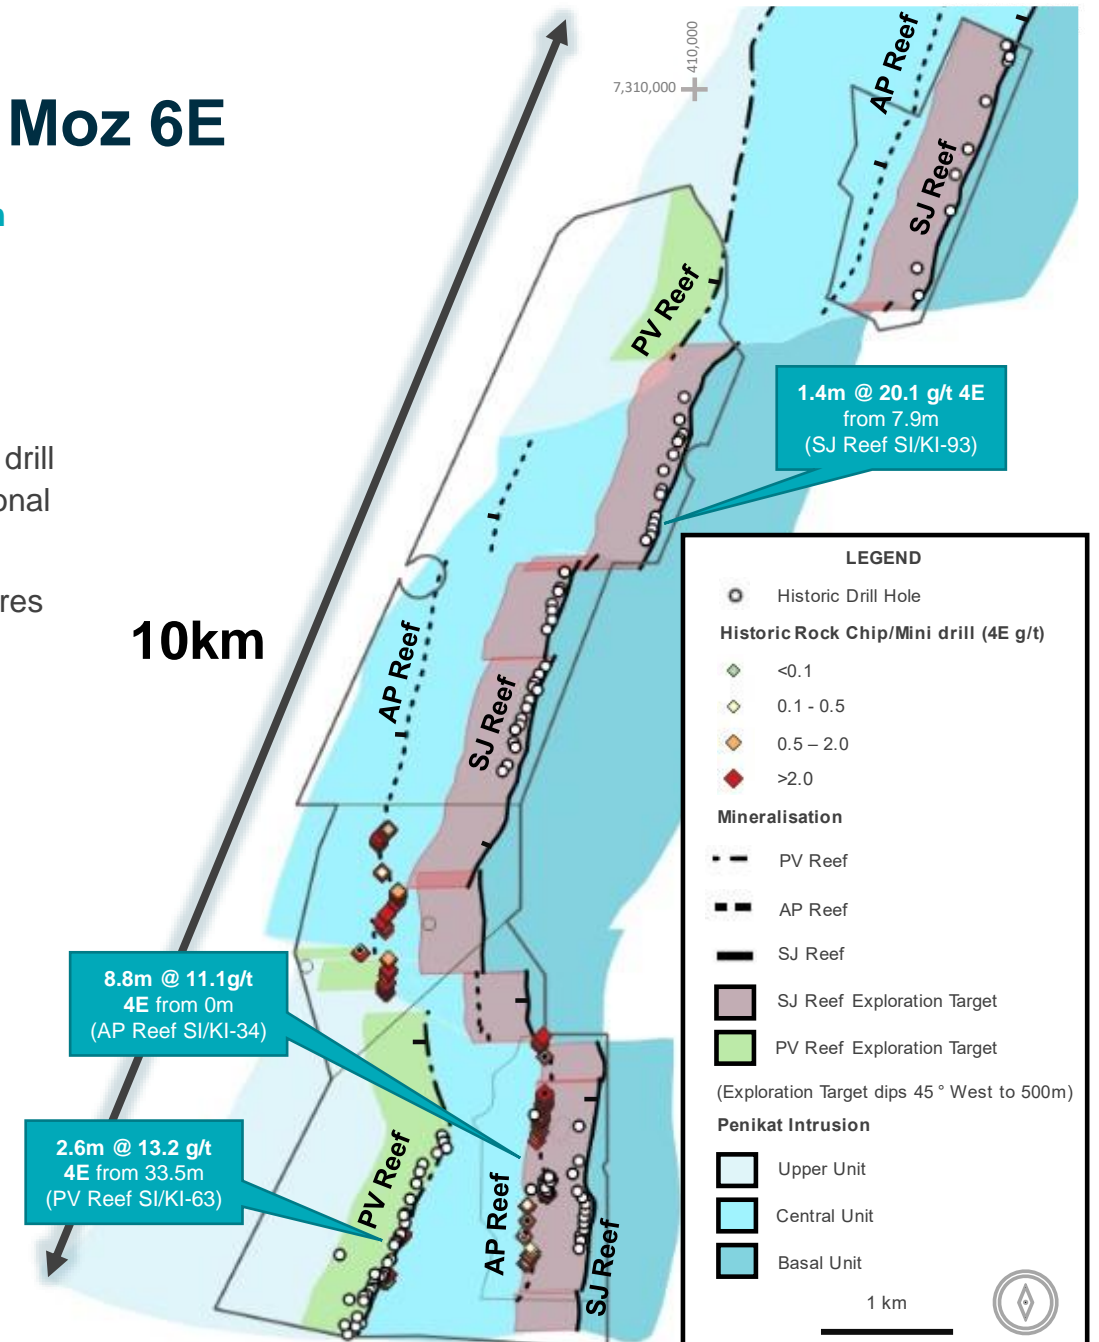 Moz 6E
drill
onal
res
10km
410,000
7,310,000
AP Reef
SJ Reef
PV Reef
1.4m @ 20.1 g/t 4E
from 7.9m
(SJ Reef SI/KI-93)
AP Reef
SJ Reef
8.8m @ 11.1g/t
4E from 0m
(AP Reef SI/KI-34)
2.6m @ 13.2 g/t
4E from 33.5m
(PV Reef SI/KI-63)
PV Reef
AP Reef
SJ Reef
LEGEND
Historic Drill Hole
Historic Rock Chip/Mini drill (4E g/t)
<0.1
0.1 - 0.5
0.5 – 2.0
>2.0
Mineralisation
PV Reef
AP Reef
SJ Reef
SJ Reef Exploration Target
PV Reef Exploration Target
(Exploration Target dips 45 ° West to 500m)
Penikat Intrusion
Upper Unit
Central Unit
Basal Unit
1 km